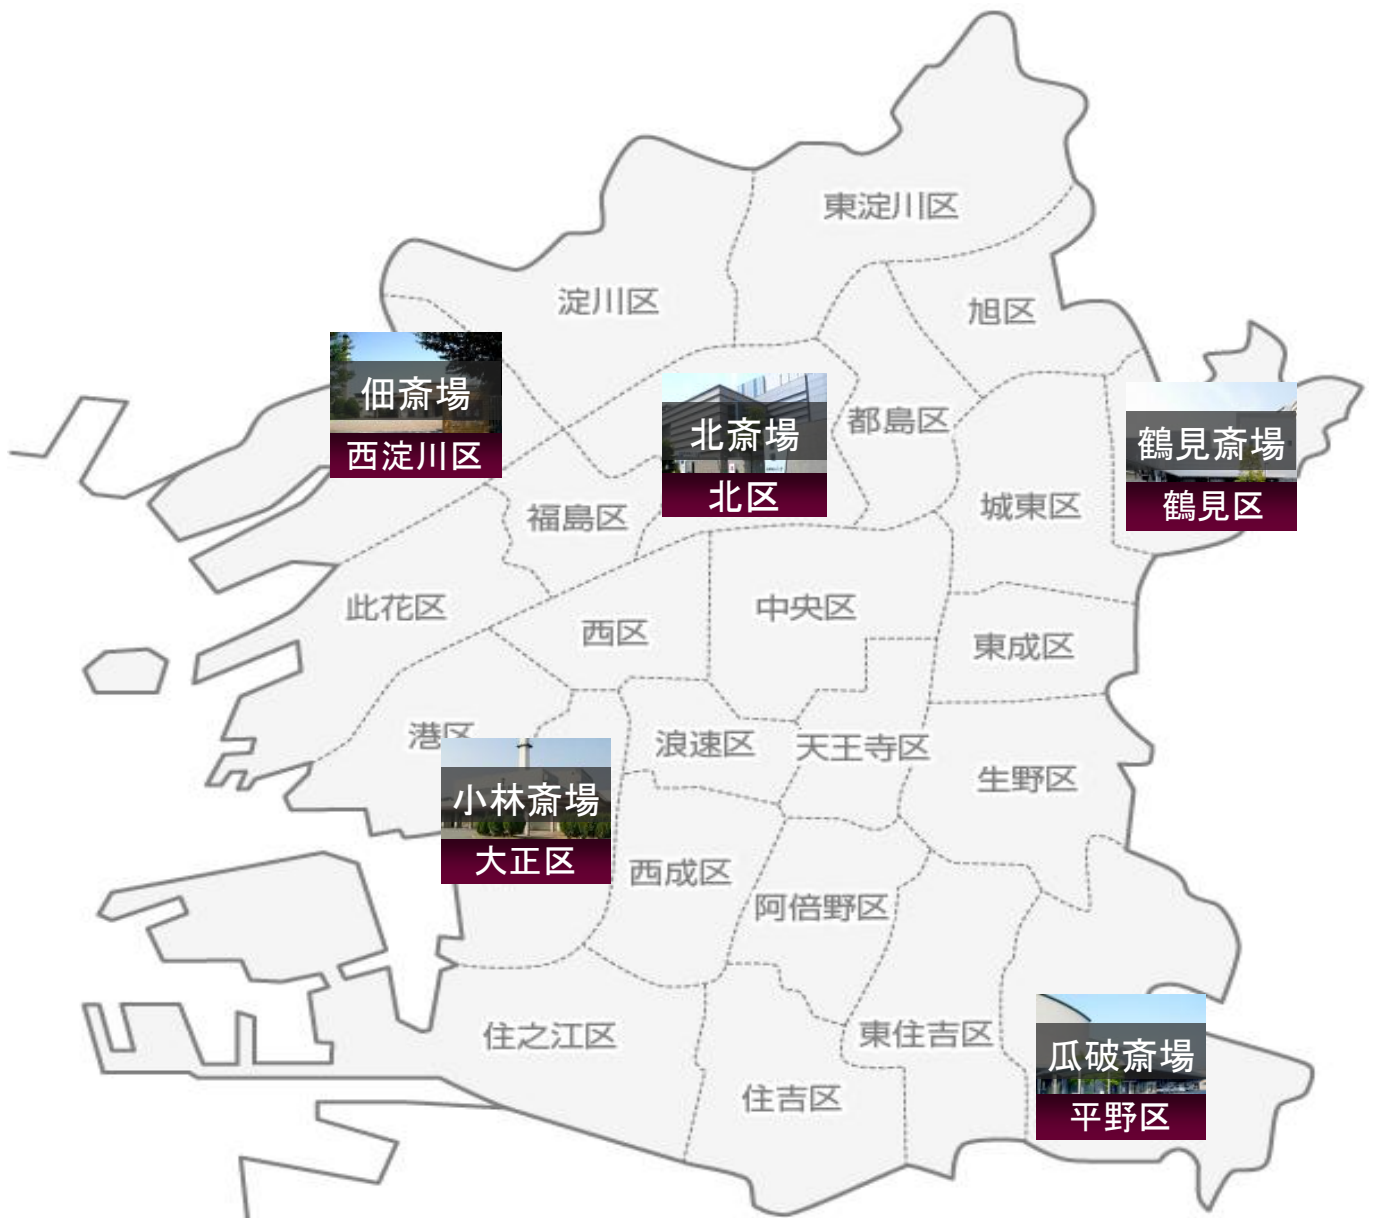 東淀川区
淀川区
旭区
佃斎場
西淀川区
北斎場
北区
都島区
鶴見斎場
鶴見区
福島区
城東区
此花区
西区
中央区
東成区
港区
浪速区
天王寺区
生野区
小林斎場
大正区
西成区
阿倍野区
住之江区
東住吉区
瓜破斎場
平野区
住吉区